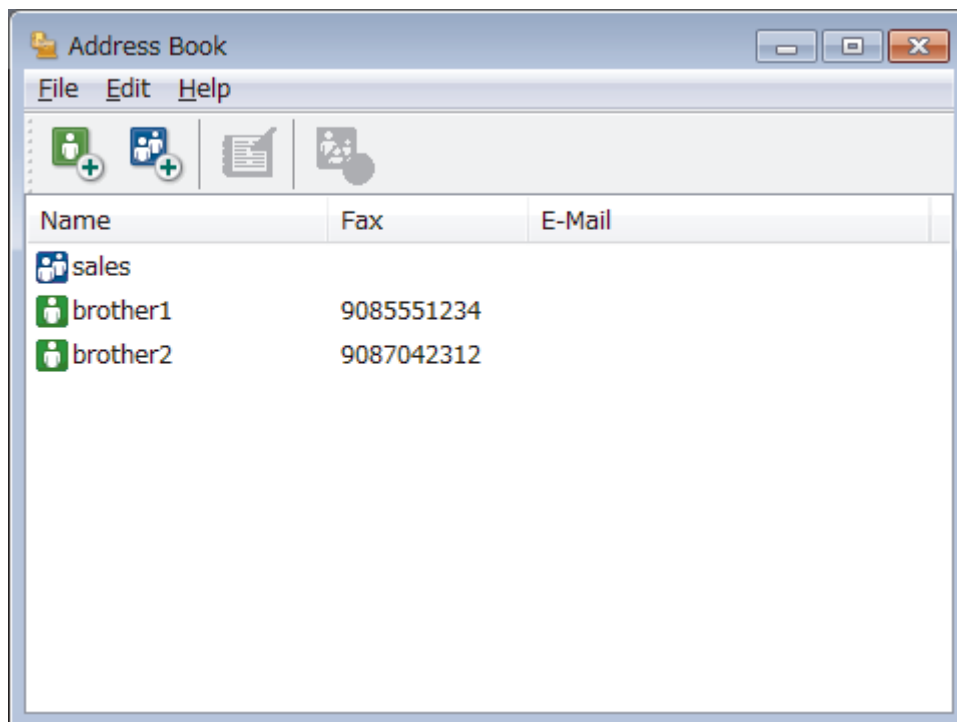 Address Book
File Edit Help
Name Fax E-Mail
sales
brother1 9085551234
brother2 9087042312